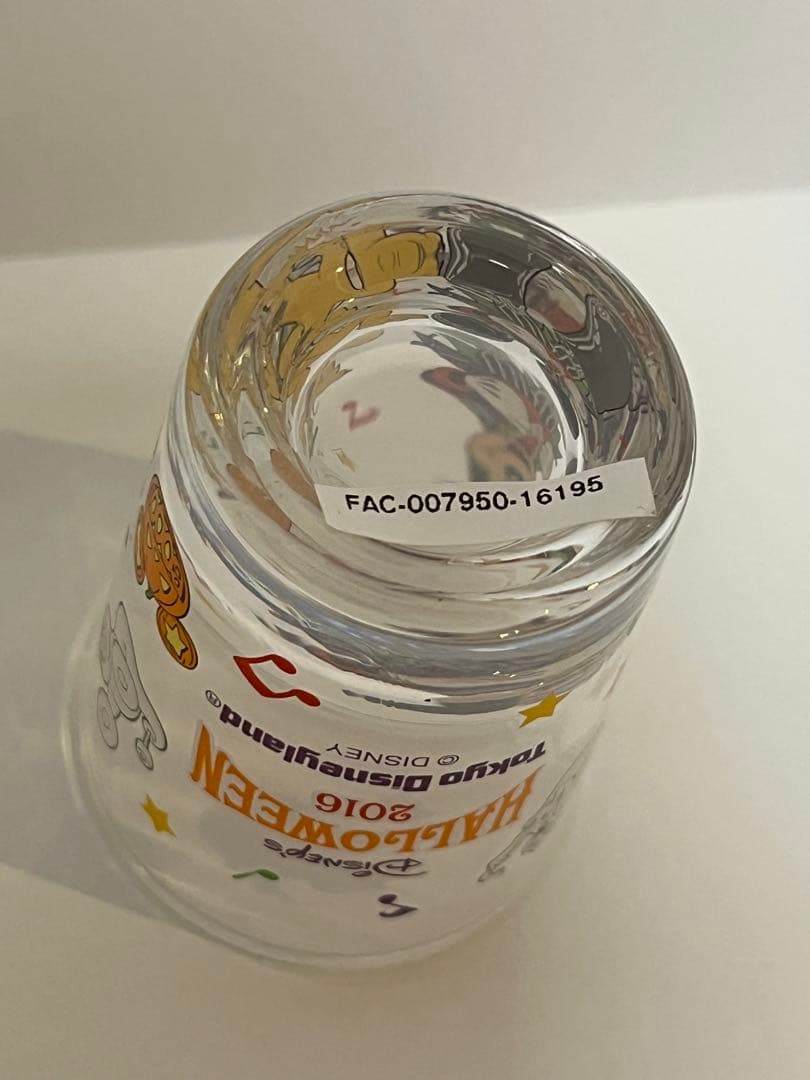 FAC-007950-16195
Disney's
HALLOWEEN
2016
Tokyo Disneyland®
© DISNEY